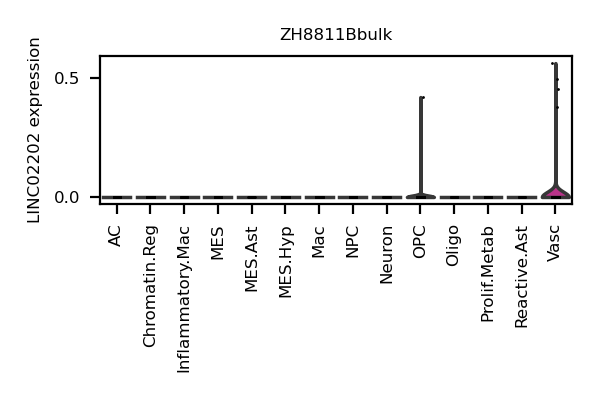 ZH8811Bbulk
LINC02202 expression
0.5
0.0
AC
Chromatin.Reg
Inflammatory.Mac
MES
MES.Ast
MES.Hyp
Mac
NPC
Neuron
OPC
Oligo
Prolif.Metab
Reactive.Ast
Vasc